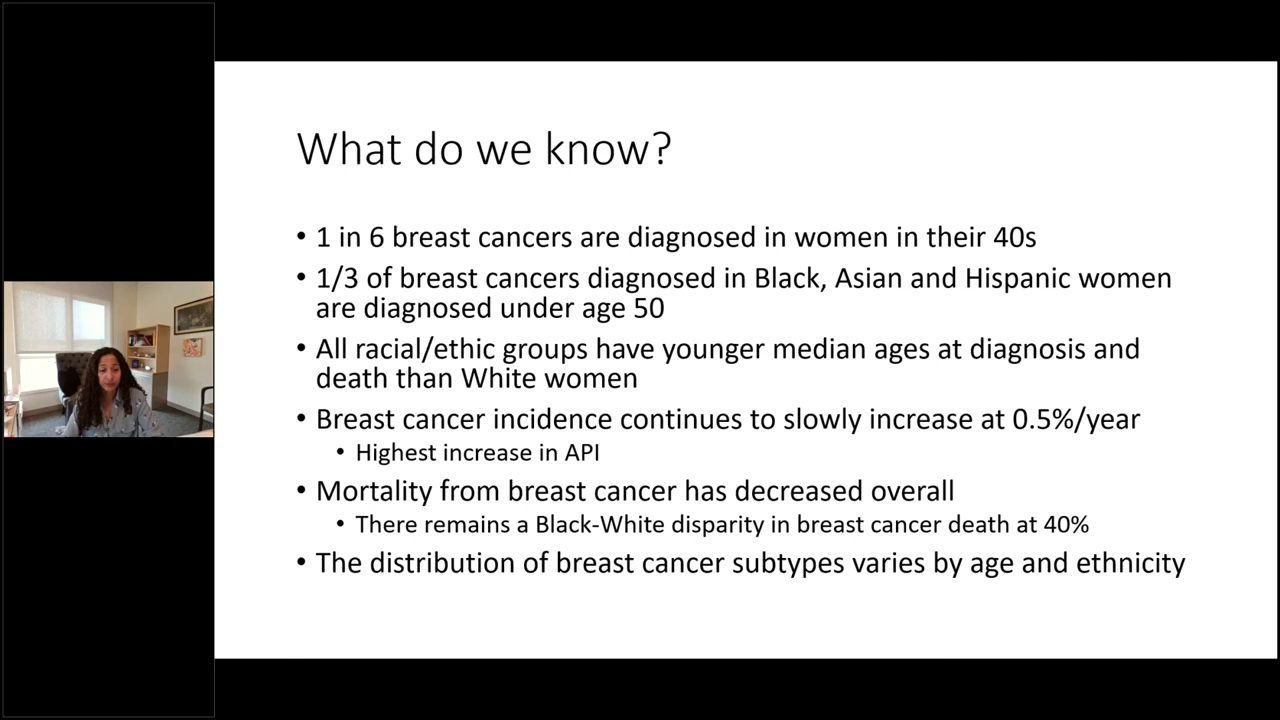 What do we know?
• 1 in 6 breast cancers are diagnosed in women in their 40s
• 1/3 of breast cancers diagnosed in Black, Asian and Hispanic women
are diagnosed under age 50
• All racial/ethic groups have younger median ages at diagnosis and
death than White women
• Breast cancer incidence continues to slowly increase at 0.5%/year
• Highest increase in API
• Mortality from breast cancer has decreased overall
• There remains a Black-White disparity in breast cancer death at 40%
• The distribution of breast cancer subtypes varies by age and ethnicity